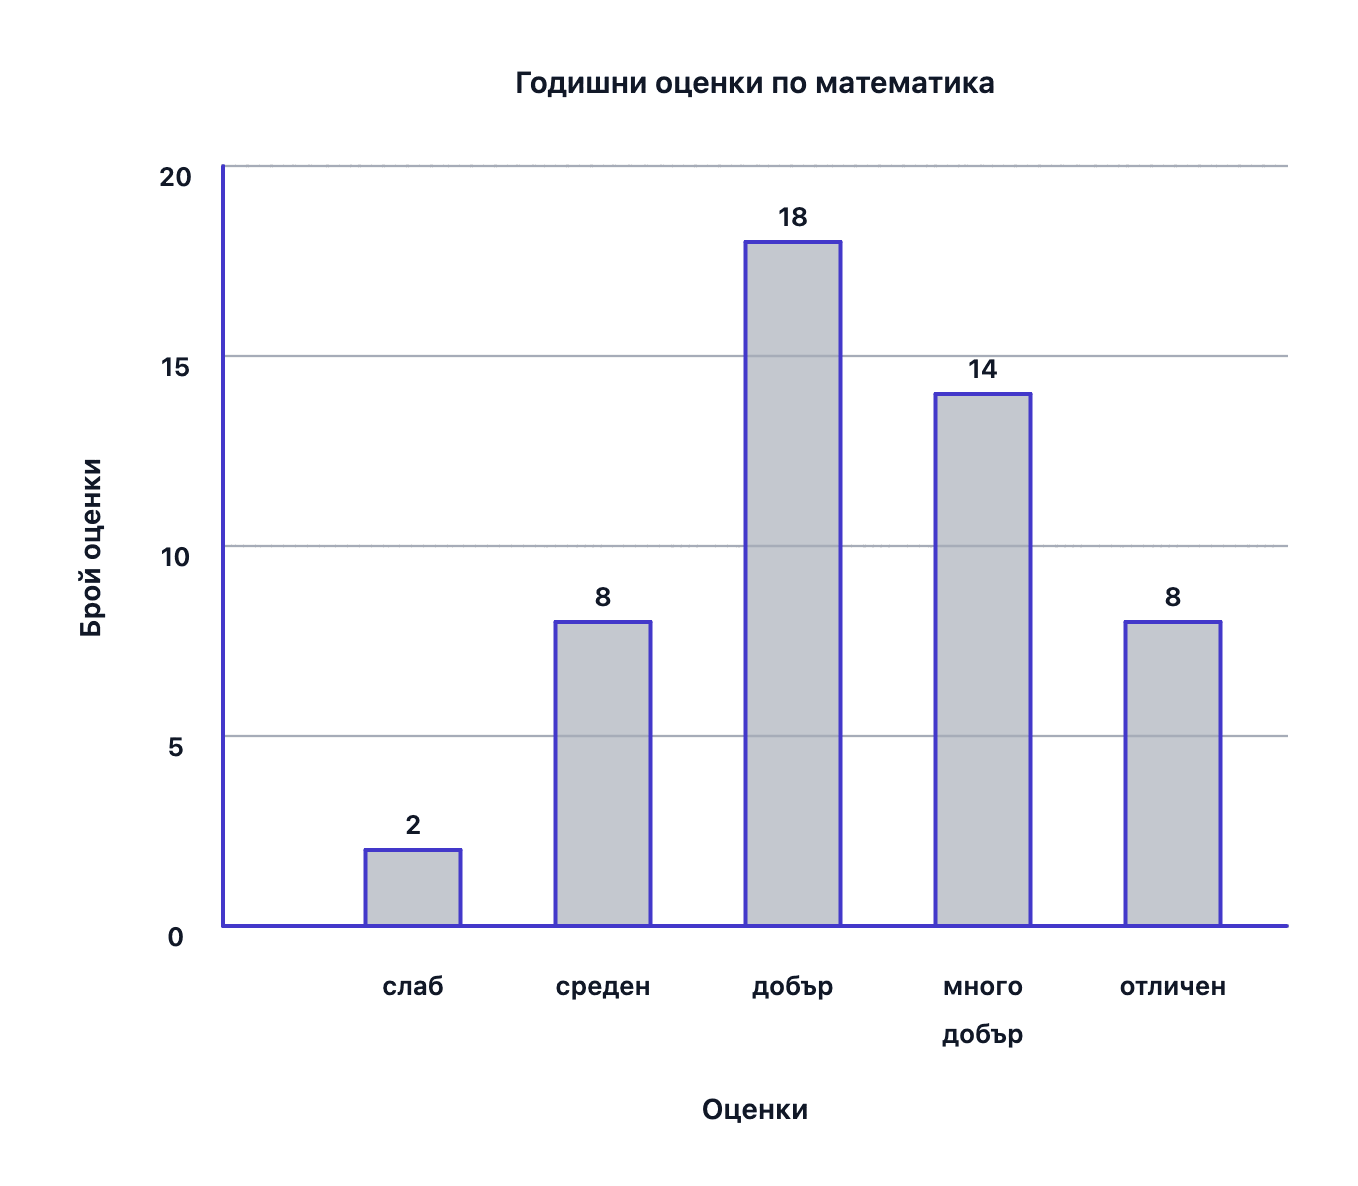 Годишни оценки по математика
20
15
10
5
0
Брой оценки
2
8
18
14
8
слаб
среден
добър
много
добър
отличен
Оценки